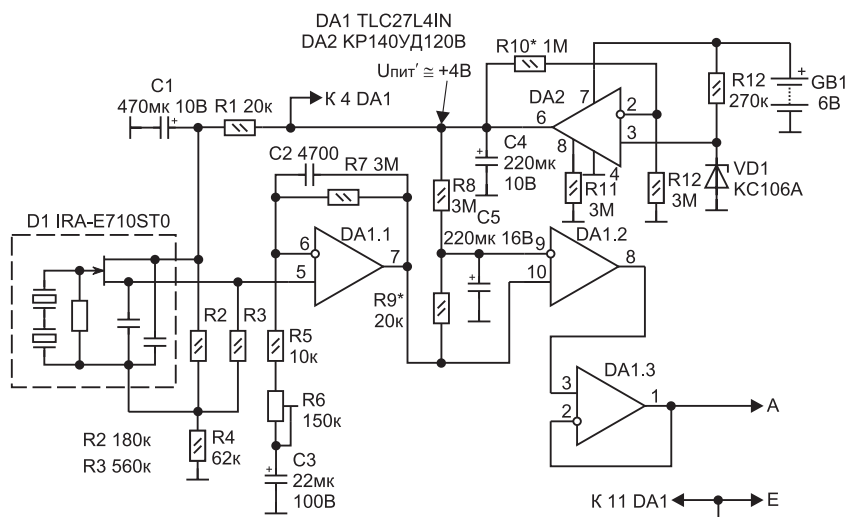 DA1 TLC27L4IN
DA2 КР140УД120В
R10* 1М
Uпит′ ≅ +4В
C1
470мк 10В
R1 20к
К 4 DA1
DA2
7
6
2
3
8
4
R12
270к
GB1
6В
C2 4700
R7 3М
C4
220мк
10В
R8
3М
R11
3М
R12
3М
VD1
КС106А
D1 IRA-E710ST0
C5
220мк 16В
DA1.1
6
5
7
DA1.2
9
10
8
R2
R3
R5
10к
R9*
20к
R6
150к
DA1.3
3
2
1
A
R2 180к
R3 560к
R4
62к
C3
22мк
100В
К 11 DA1
E